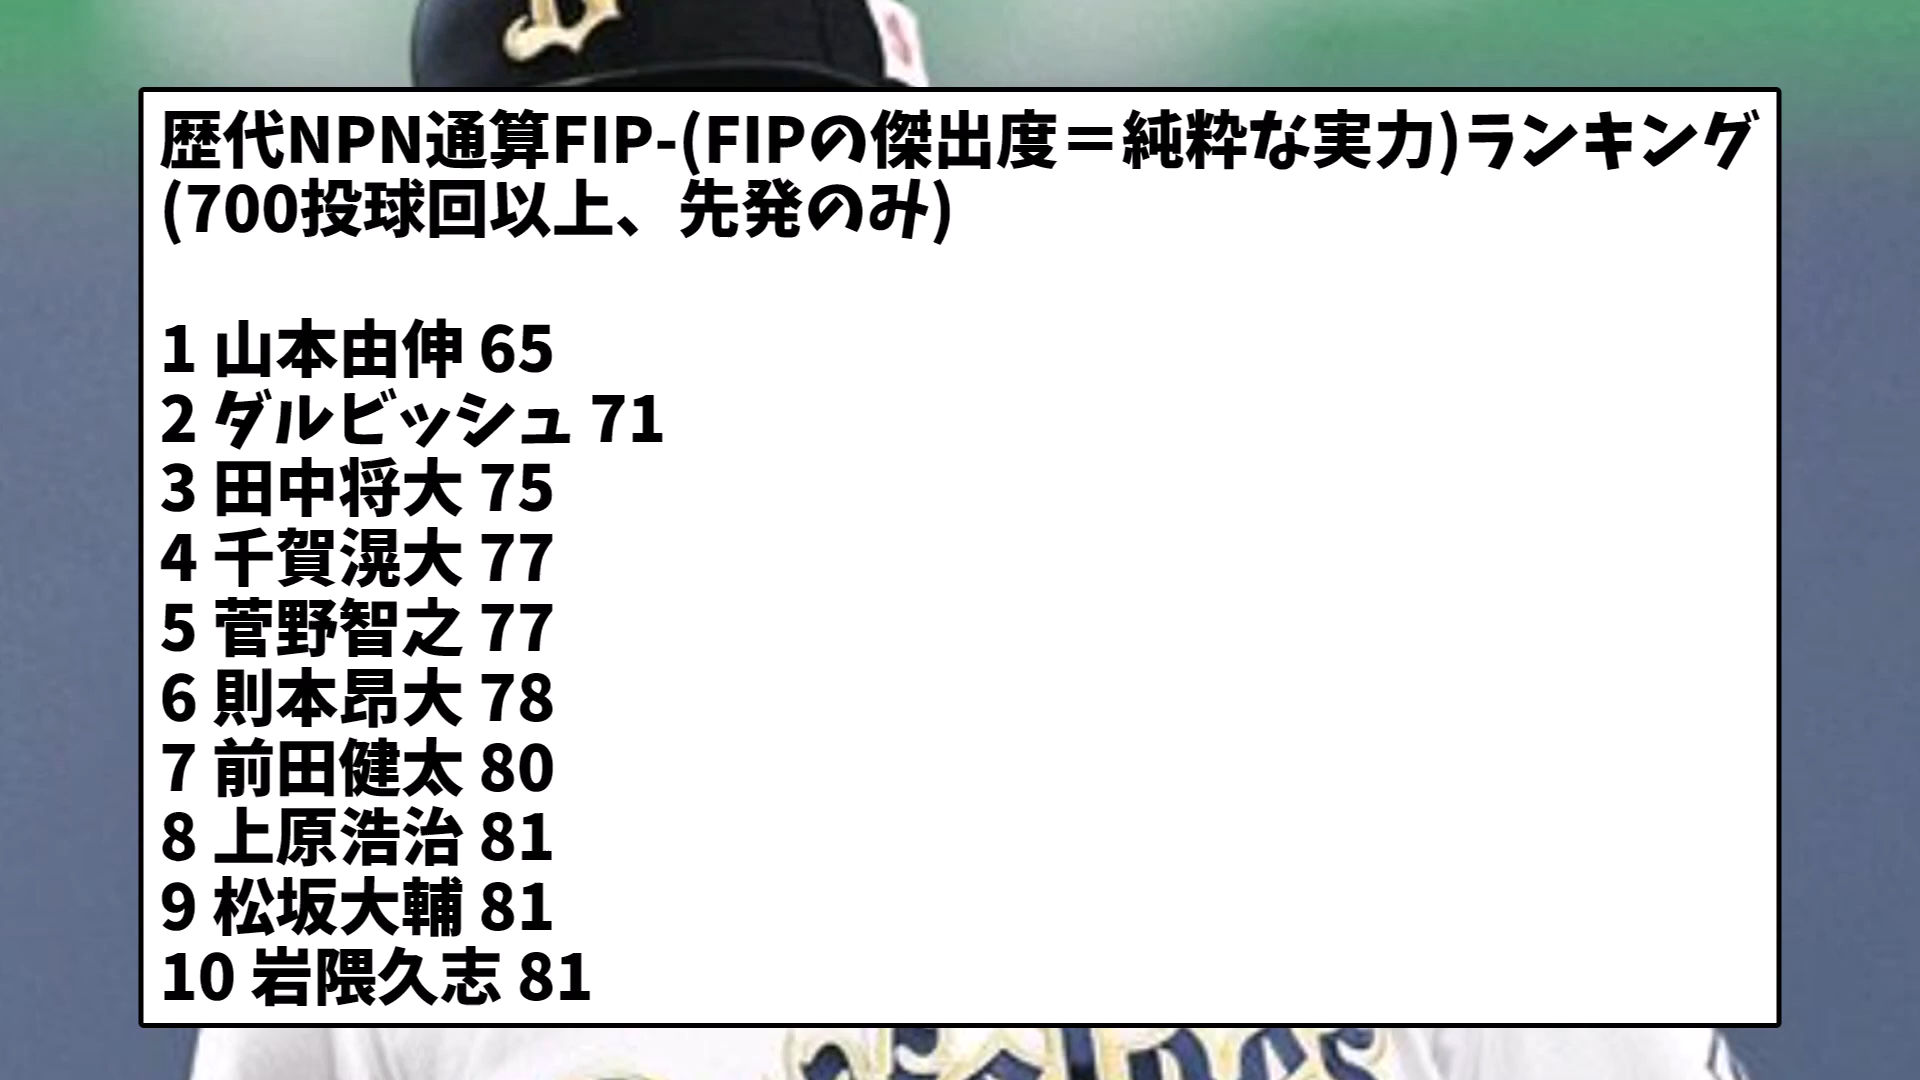 歴代NPN通算FIP-(FIPの傑出度＝純粋な実力)ランキング
(700投球回以上、先発のみ)
1 山本由伸 65
2 ダルビッシュ 71
3 田中将大 75
4 千賀滉大 77
5 菅野智之 77
6 則本昂大 78
7 前田健太 80
8 上原浩治 81
9 松坂大輔 81
10 岩隈久志 81